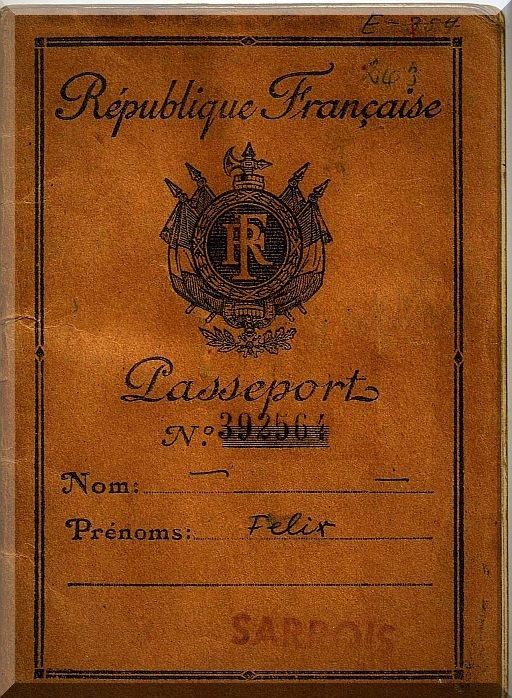 E-354
243
République Française
RF
Passeport
N.º 392564
Nom: — —
Prénoms: Felix
SARROIS